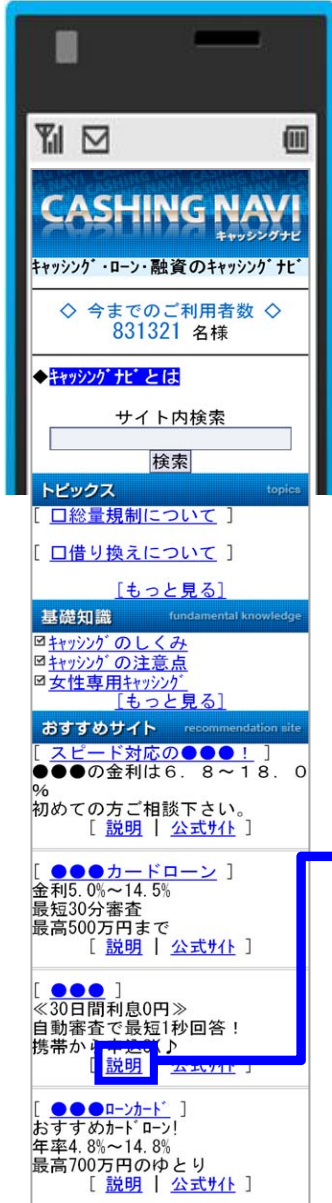 CASHING NAVI
キャッシングナビ
ｷｬｯｼﾝｸﾞ・ローン・融資のｷｬｯｼﾝｸﾞﾅﾋﾞ
◇ 今までのご利用者数 ◇
831321 名様
◆ｷｬｯｼﾝｸﾞﾅﾋﾞとは
サイト内検索
検索
トピックス topics
[ 口総量規制について ]
[ 口借り換えについて ]
[もっと見る]
基礎知識 fundamental knowledge
☑ｷｬｯｼﾝｸﾞのしくみ
☑ｷｬｯｼﾝｸﾞの注意点
☑女性専用ｷｬｯｼﾝｸﾞ
[もっと見る]
おすすめサイト recommendation site
[ スピード対応の●●●！ ]
●●●の金利は６．８～１８．０
％
初めての方ご相談下さい。
[ 説明 | 公式ｻｲﾄ ]
[ ●●●カードローン ]
金利5.0%～14.5%
最短30分審査
最高500万円まで
[ 説明 | 公式ｻｲﾄ ]
[ ●●● ]
≪30日間利息0円≫
自動審査で最短1秒回答！
携帯から申込OK♪
[ 説明 | 公式ｻｲﾄ ]
[ ●●●ﾛｰﾝｶｰﾄﾞ ]
おすすめｶｰﾄﾞﾛｰﾝ!
年率4.8%～14.8%
最高700万円のゆとり
[ 説明 | 公式ｻｲﾄ ]